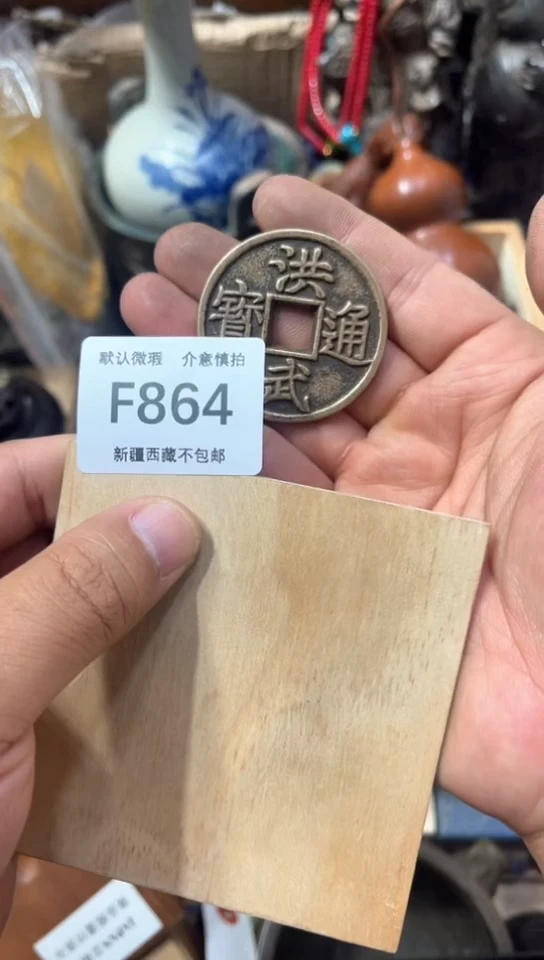 洪武通寶
默认微瑕 介意慎拍
F864
新疆西藏不包邮